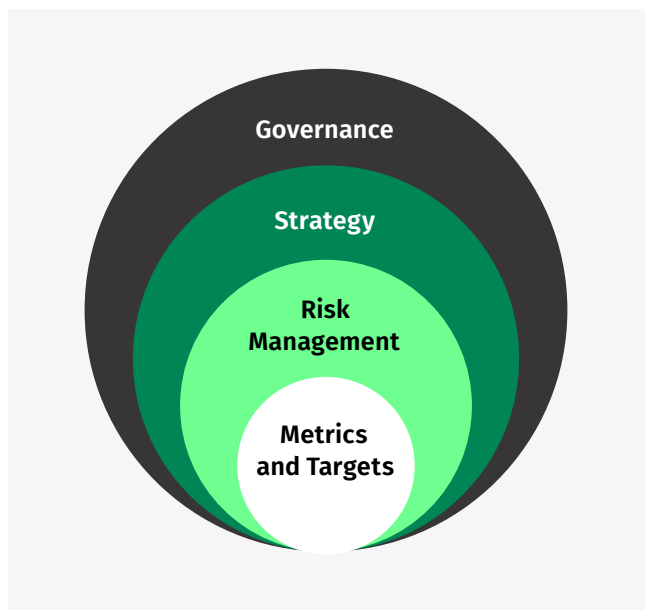 Governance
Strategy
Risk
Management
Metrics
and Targets